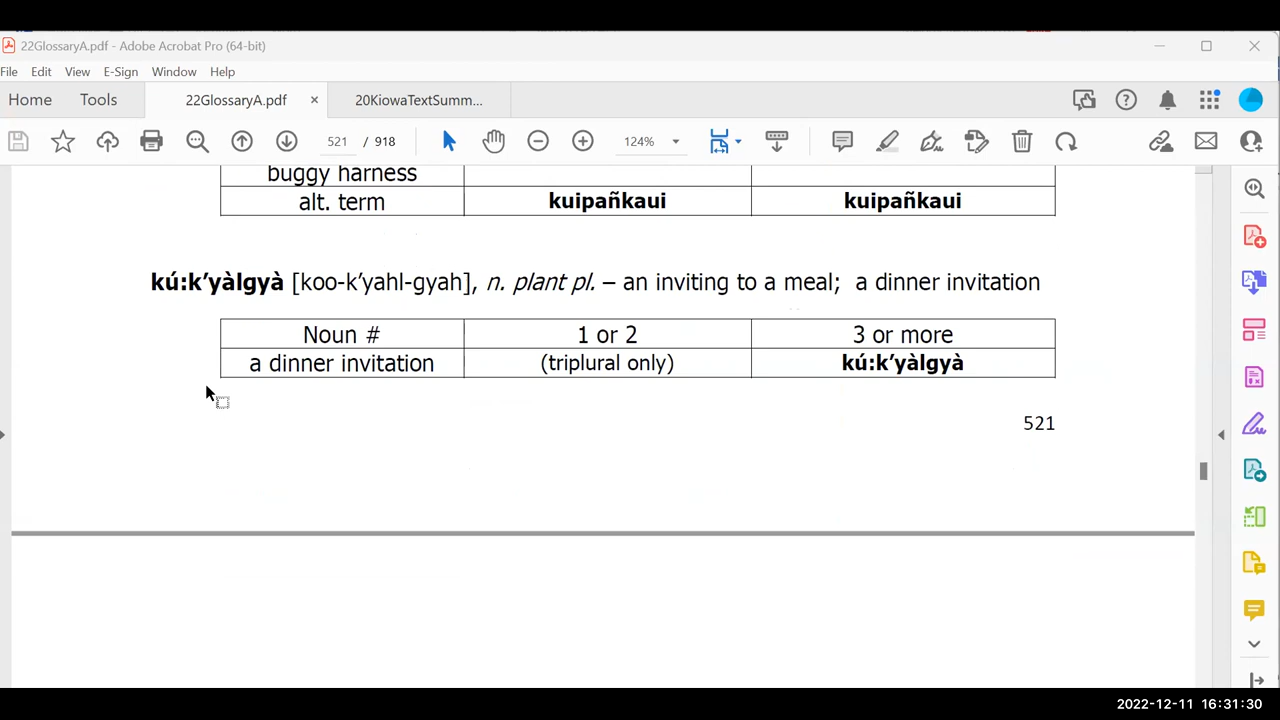 22GlossaryA.pdf - Adobe Acrobat Pro (64-bit)
File Edit View E-Sign Window Help
Home Tools 22GlossaryA.pdf × 20KiowaTextSumm...
521 / 918 124%
buggy harness
alt. term kuipañkaui kuipañkaui
kú:k’yàlgyà [koo-k’yahl-gyah], n. plant pl. – an inviting to a meal; a dinner invitation
Noun # 1 or 2 3 or more
a dinner invitation (triplural only) kú:k’yàlgyà
521
2022-12-11 16:31:30